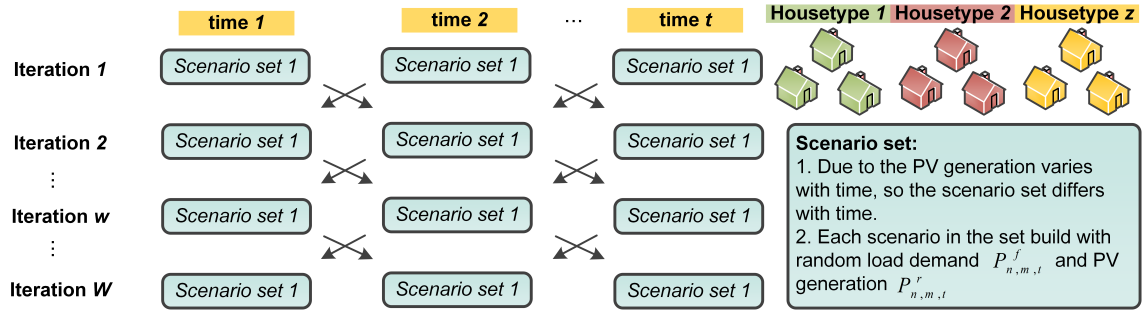 time 1 time 2 ... time t
Housetype 1 Housetype 2 Housetype z
Iteration 1 Scenario set 1 Scenario set 1 Scenario set 1
Iteration 2 Scenario set 1 Scenario set 1 Scenario set 1
⋮
Iteration w Scenario set 1 Scenario set 1 Scenario set 1
⋮
Iteration W Scenario set 1 Scenario set 1 Scenario set 1
Scenario set:
1. Due to the PV generation varies
with time, so the scenario set differs
with time.
2. Each scenario in the set build with
random load demand P^f_{n,m,t} and PV
generation P^r_{n,m,t}